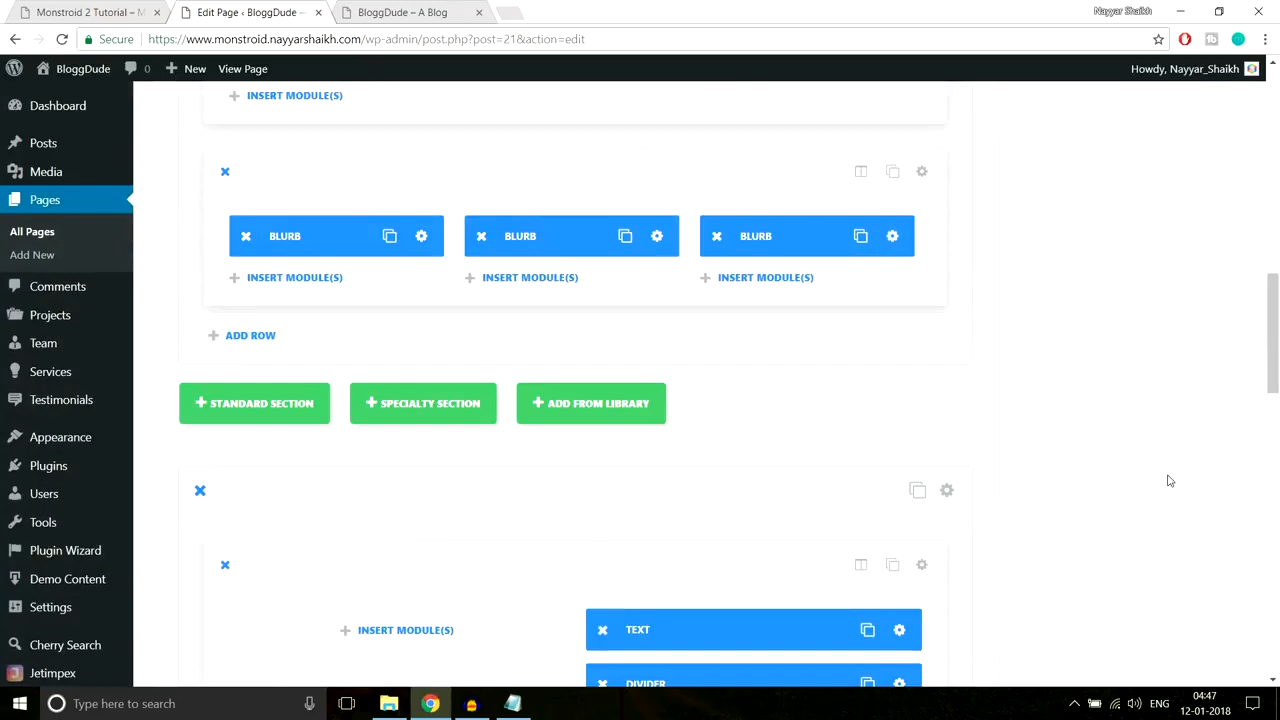 Monstroid 2 Tutorial – M
Edit Page ‹ BloggDude –
BloggDude – A Blog
Nayyar Shaikh
Secure
https://www.monstroid.nayyarshaikh.com/wp-admin/post.php?post=21&action=edit
BloggDude
0
New
View Page
Howdy, Nayyar_Shaikh
Dashboard
Posts
Media
Pages
All Pages
Add New
Comments
Projects
Team
Services
Testimonials
Appearance
Plugins
Users
Tools
Plugin Wizard
Demo Content
Settings
Cherry Search
Jetimpex
INSERT MODULE(S)
BLURB
BLURB
BLURB
INSERT MODULE(S)
INSERT MODULE(S)
INSERT MODULE(S)
ADD ROW
STANDARD SECTION
SPECIALTY SECTION
ADD FROM LIBRARY
INSERT MODULE(S)
TEXT
DIVIDER
Type here to search
ENG
04:47
12-01-2018